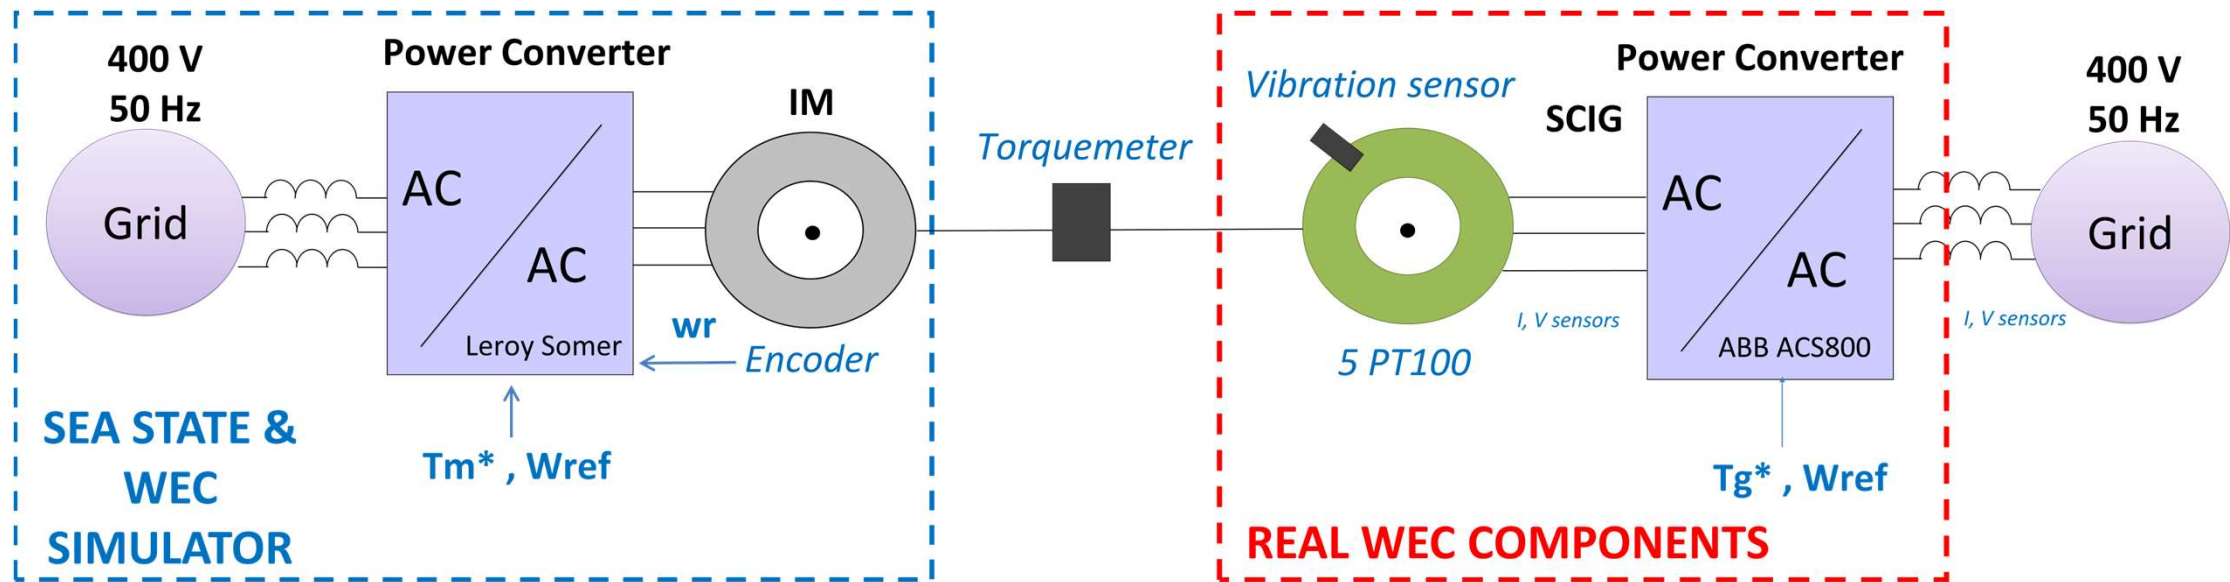 400 V
50 Hz
Grid
Power Converter
AC
AC
Leroy Somer
IM
wr
Encoder
Tm* , Wref
SEA STATE &
WEC
SIMULATOR
Torquemeter
Vibration sensor
SCIG
5 PT100
I, V sensors
Power Converter
AC
AC
ABB ACS800
Tg* , Wref
REAL WEC COMPONENTS
I, V sensors
400 V
50 Hz
Grid